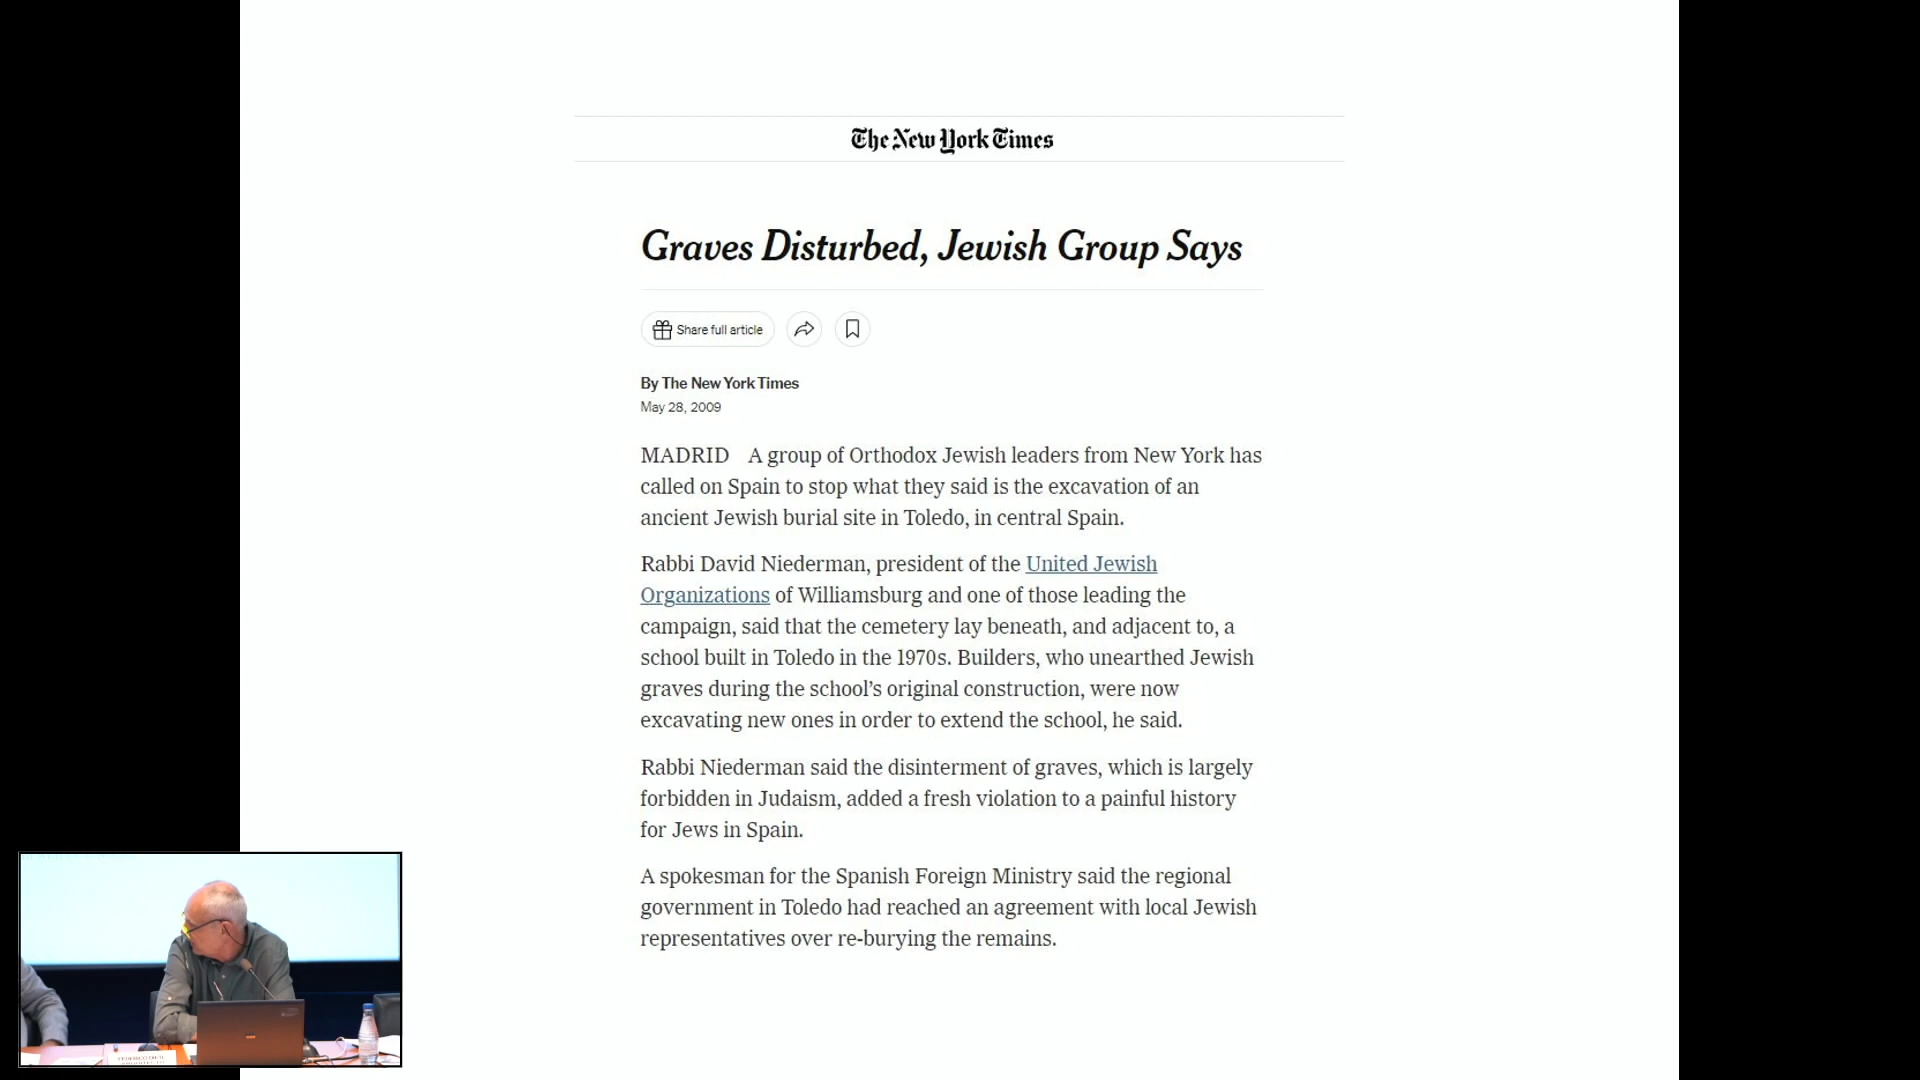 The New York Times
Graves Disturbed, Jewish Group Says
Share full article
By The New York Times
May 28, 2009
MADRID A group of Orthodox Jewish leaders from New York has
called on Spain to stop what they said is the excavation of an
ancient Jewish burial site in Toledo, in central Spain.
Rabbi David Niederman, president of the United Jewish
Organizations of Williamsburg and one of those leading the
campaign, said that the cemetery lay beneath, and adjacent to, a
school built in Toledo in the 1970s. Builders, who unearthed Jewish
graves during the school’s original construction, were now
excavating new ones in order to extend the school, he said.
Rabbi Niederman said the disinterment of graves, which is largely
forbidden in Judaism, added a fresh violation to a painful history
for Jews in Spain.
A spokesman for the Spanish Foreign Ministry said the regional
government in Toledo had reached an agreement with local Jewish
representatives over re-burying the remains.